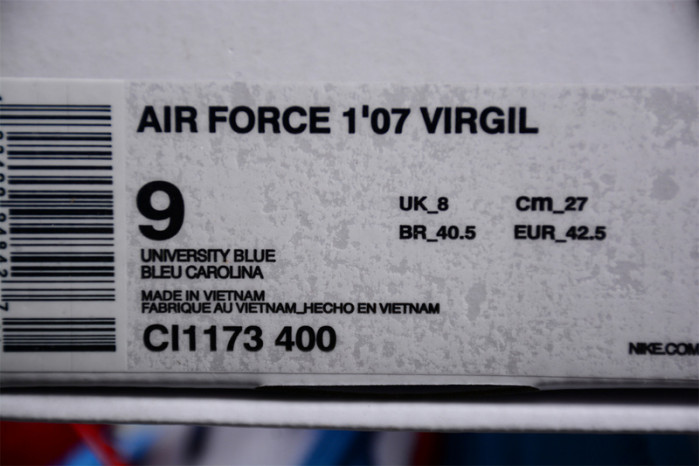 AIR FORCE 1'07 VIRGIL
9
UK_8 Cm_27
BR_40.5 EUR_42.5
UNIVERSITY BLUE
BLEU CAROLINA
MADE IN VIETNAM
FABRIQUE AU VIETNAM_HECHO EN VIETNAM
CI1173 400
NIKE.COM